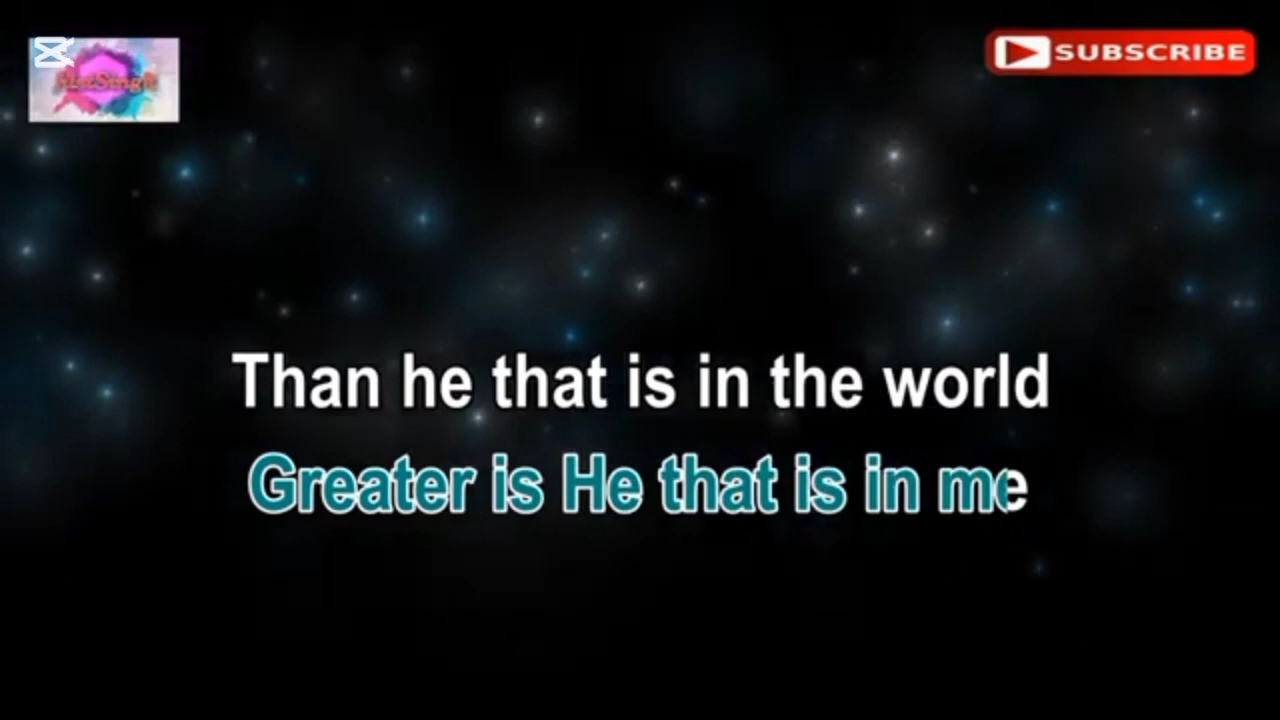 SUBSCRIBE
Than he that is in the world
Greater is He that is in me